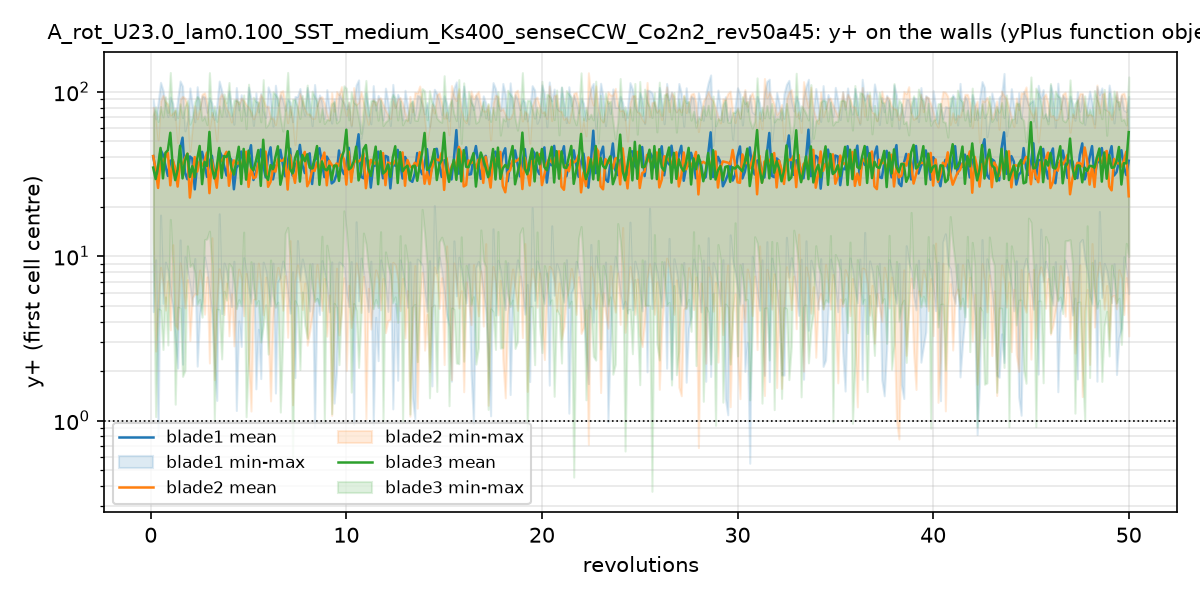 A_rot_U23.0_lam0.100_SST_medium_Ks400_senseCCW_Co2n2_rev50a45: y+ on the walls (yPlus function obje
10²
10¹
10⁰
y+ (first cell centre)
blade1 mean
blade1 min-max
blade2 mean
blade2 min-max
blade3 mean
blade3 min-max
0 10 20 30 40 50
revolutions